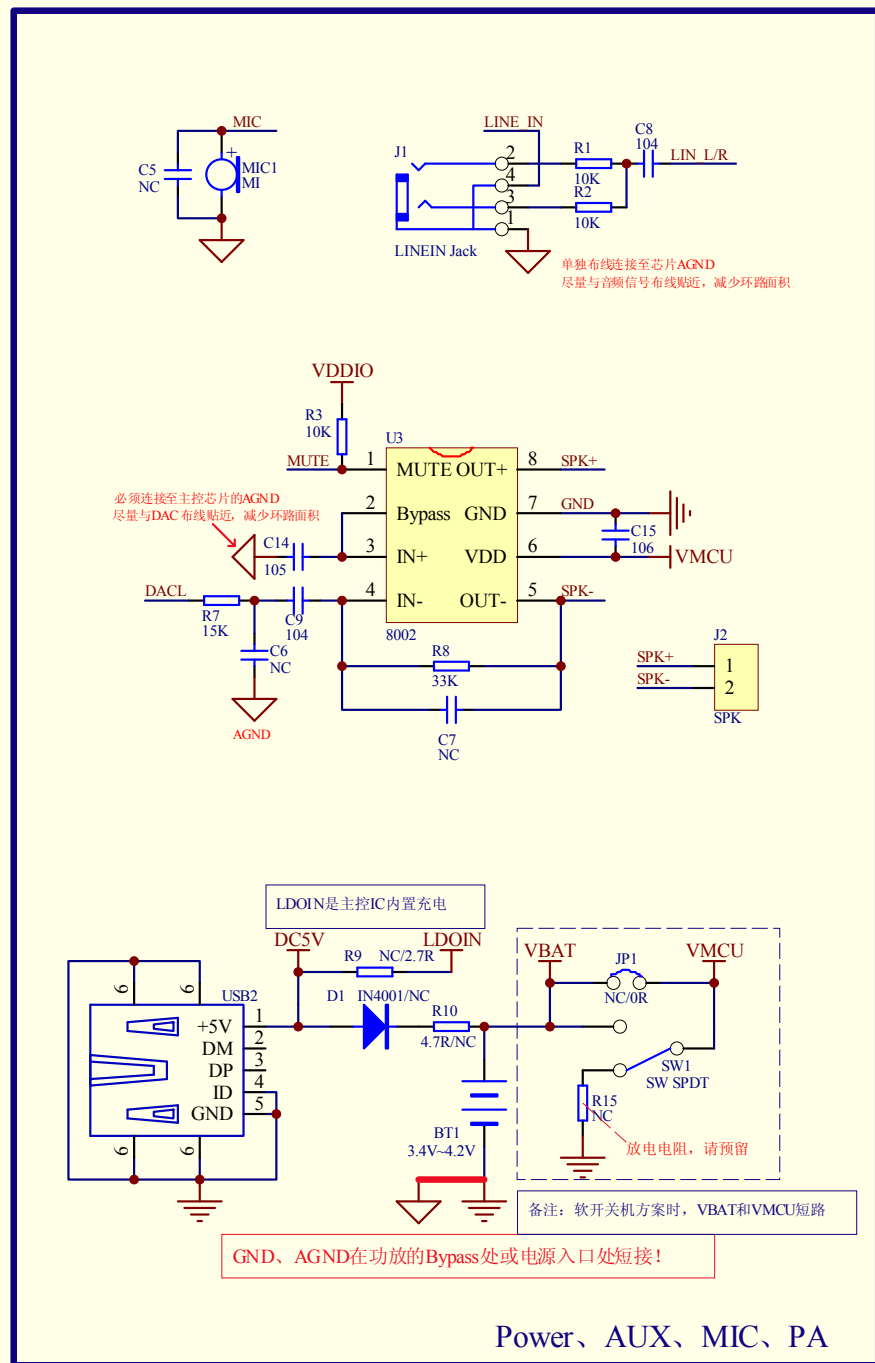 MIC
C5
NC
+
MIC1
MI
LINE_IN
J1
2
4
3
1
R1
10K
R2
10K
C8
104
LIN_L/R
LINEIN Jack
单独布线连接至芯片AGND
尽量与音频信号布线贴近，减少环路面积
VDDIO
R3
10K
U3
MUTE
1
MUTE OUT+
8
SPK+
2
Bypass
GND
7
GND
必须连接至主控芯片的AGND
尽量与DAC布线贴近，减少环路面积
C14
105
3
IN+
VDD
6
C15
106
VMCU
DACL
R7
15K
C9
104
4
IN-
OUT-
5
SPK-
8002
C6
NC
AGND
R8
33K
C7
NC
J2
SPK+
1
SPK-
2
SPK
LDOIN是主控IC内置充电
DC5V
R9
NC/2.7R
LDOIN
VBAT
VMCU
JP1
NC/0R
6
6
USB2
+5V
1
DM
2
DP
3
ID
4
GND
5
6
6
D1
IN4001/NC
R10
4.7R/NC
BT1
3.4V~4.2V
SW1
SW SPDT
R15
NC
放电电阻，请预留
备注：软开关机方案时，VBAT和VMCU短路
GND、AGND在功放的Bypass处或电源入口处短接！
Power、AUX、MIC、PA